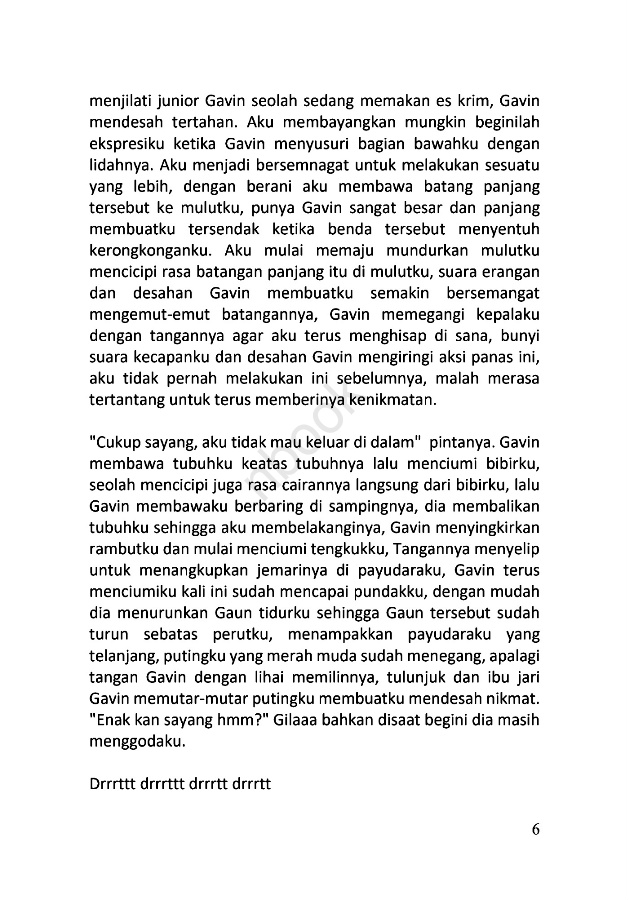 menjilati junior Gavin seolah sedang memakan es krim, Gavin
mendesah tertahan. Aku membayangkan mungkin beginilah
ekspresiku ketika Gavin menyusuri bagian bawahku dengan
lidahnya. Aku menjadi bersemnagat untuk melakukan sesuatu
yang lebih, dengan berani aku membawa batang panjang
tersebut ke mulutku, punya Gavin sangat besar dan panjang
membuatku tersendak ketika benda tersebut menyentuh
kerongkonganku. Aku mulai memaju mundurkan mulutku
mencicipi rasa batangan panjang itu di mulutku, suara erangan
dan desahan Gavin membuatku semakin bersemangat
mengemut-emut batangannya, Gavin memegangi kepalaku
dengan tangannya agar aku terus menghisap di sana, bunyi
suara kecapanku dan desahan Gavin mengiringi aksi panas ini,
aku tidak pernah melakukan ini sebelumnya, malah merasa
tertantang untuk terus memberinya kenikmatan.
"Cukup sayang, aku tidak mau keluar di dalam" pintanya. Gavin
membawa tubuhku keatas tubuhnya lalu menciumi bibirku,
seolah mencicipi juga rasa cairannya langsung dari bibirku, lalu
Gavin membawaku berbaring di sampingnya, dia membalikan
tubuhku sehingga aku membelakanginya, Gavin menyingkirkan
rambutku dan mulai menciumi tengkukku, Tangannya menyelip
untuk menangkupkan jemarinya di payudaraku, Gavin terus
menciumiku kali ini sudah mencapai pundakku, dengan mudah
dia menurunkan Gaun tidurku sehingga Gaun tersebut sudah
turun sebatas perutku, menampakkan payudaraku yang
telanjang, putingku yang merah muda sudah menegang, apalagi
tangan Gavin dengan lihai memilinnya, tulunjuk dan ibu jari
Gavin memutar-mutar putingku membuatku mendesah nikmat.
"Enak kan sayang hmm?" Gilaaa bahkan disaat begini dia masih
menggodaku.
Drrrttt drrrttt drrrtt drrrtt
6